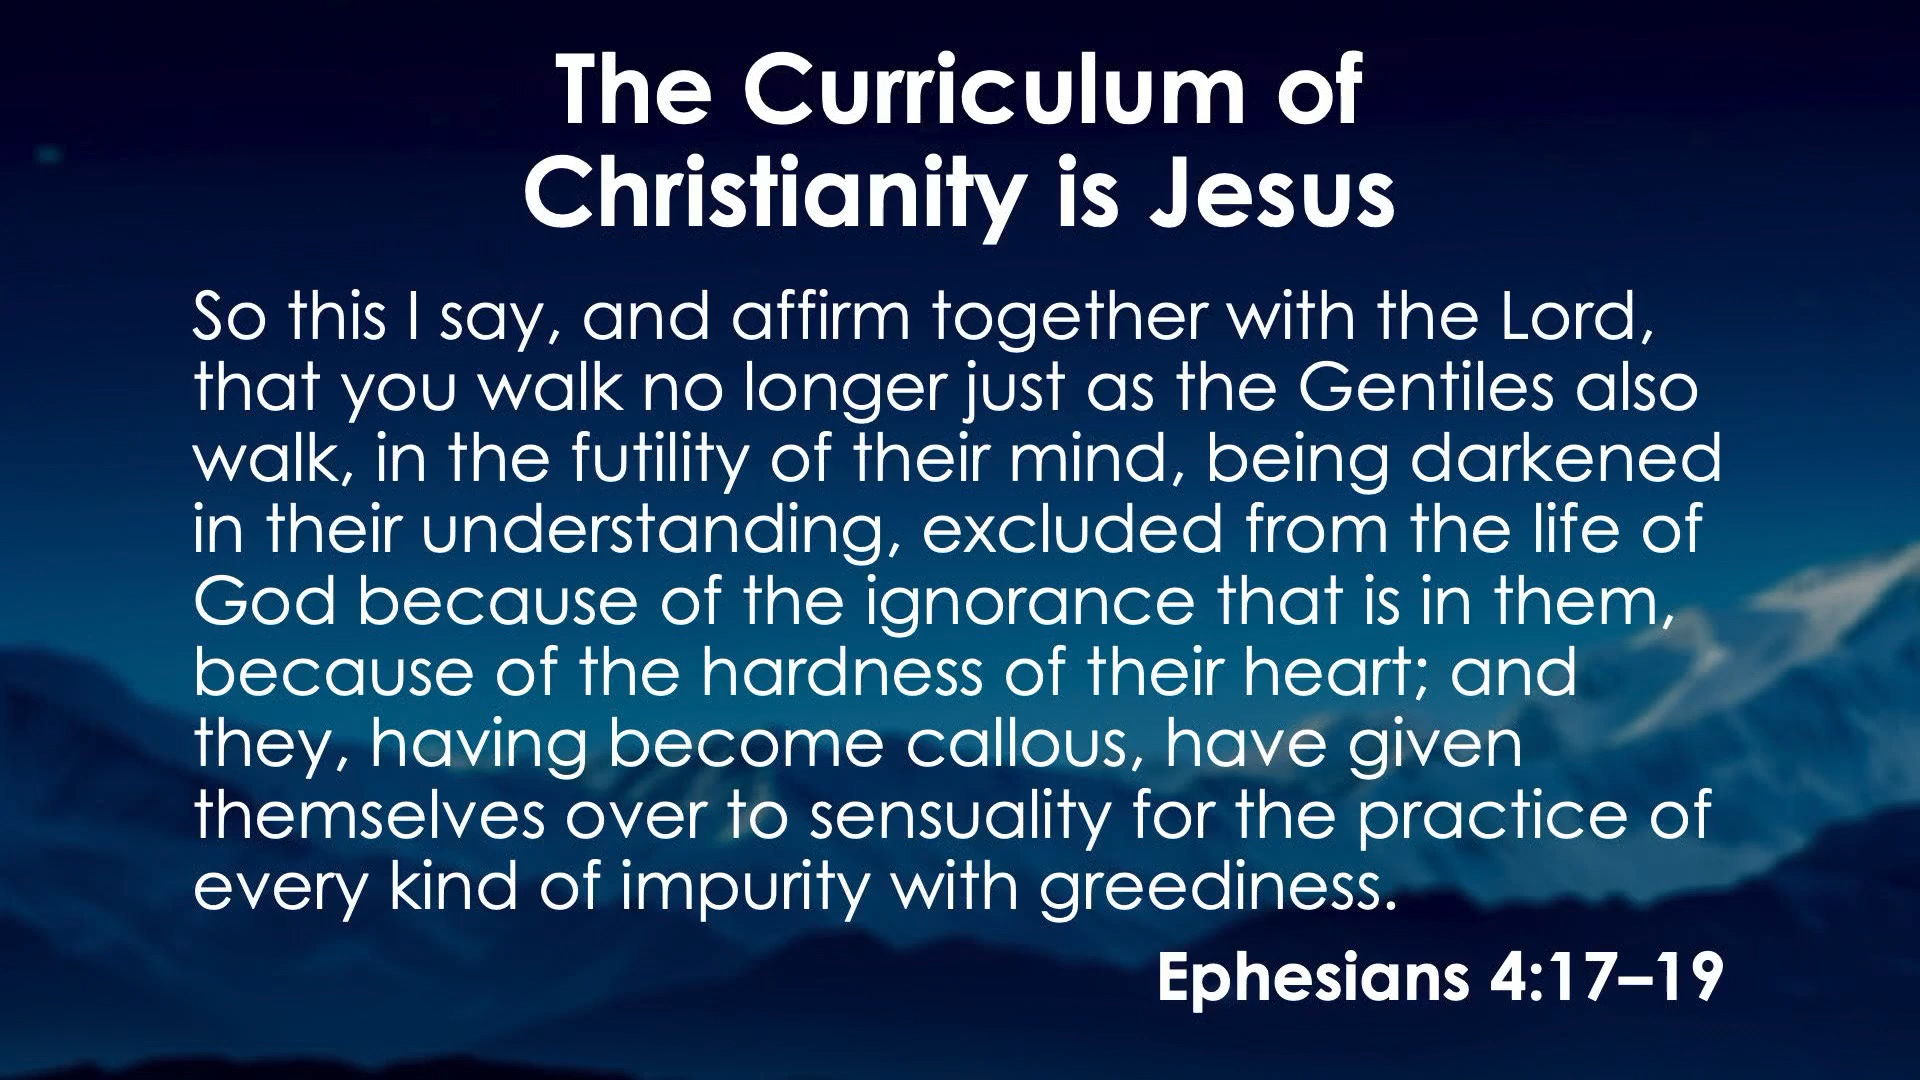 The Curriculum of
Christianity is Jesus
So this I say, and affirm together with the Lord,
that you walk no longer just as the Gentiles also
walk, in the futility of their mind, being darkened
in their understanding, excluded from the life of
God because of the ignorance that is in them,
because of the hardness of their heart; and
they, having become callous, have given
themselves over to sensuality for the practice of
every kind of impurity with greediness.
Ephesians 4:17–19